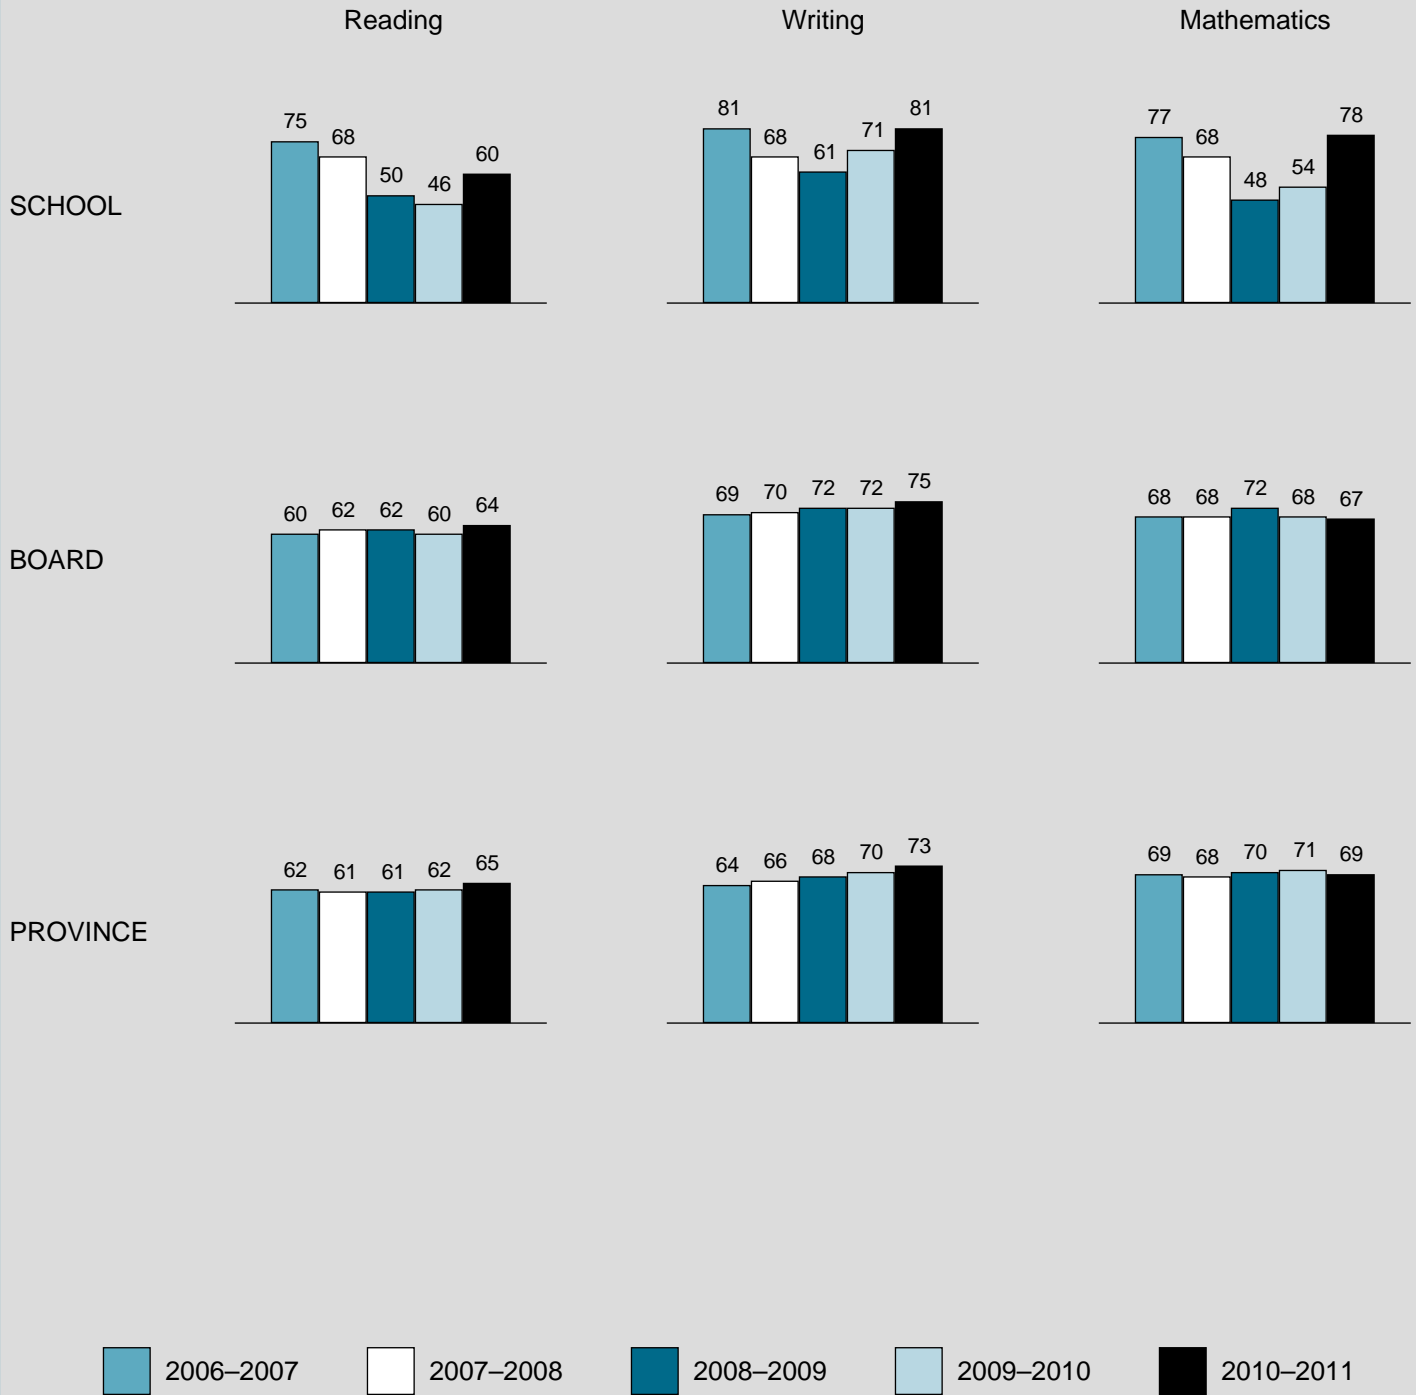 Reading Writing Mathematics
SCHOOL
75 68 50 46 60
81 68 61 71 81
77 68 48 54 78
BOARD
60 62 62 60 64
69 70 72 72 75
68 68 72 68 67
PROVINCE
62 61 61 62 65
64 66 68 70 73
69 68 70 71 69
2006–2007 2007–2008 2008–2009 2009–2010 2010–2011